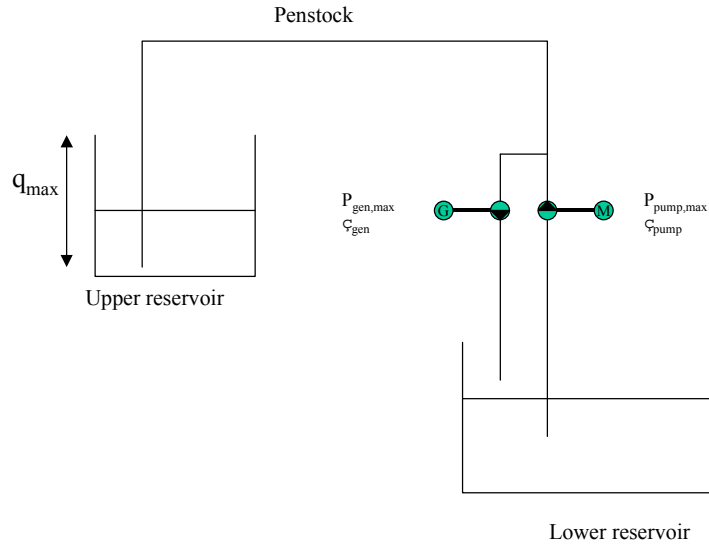 Penstock
q_max
P_gen,max
ς_gen
G
M
P_pump,max
ς_pump
Upper reservoir
Lower reservoir